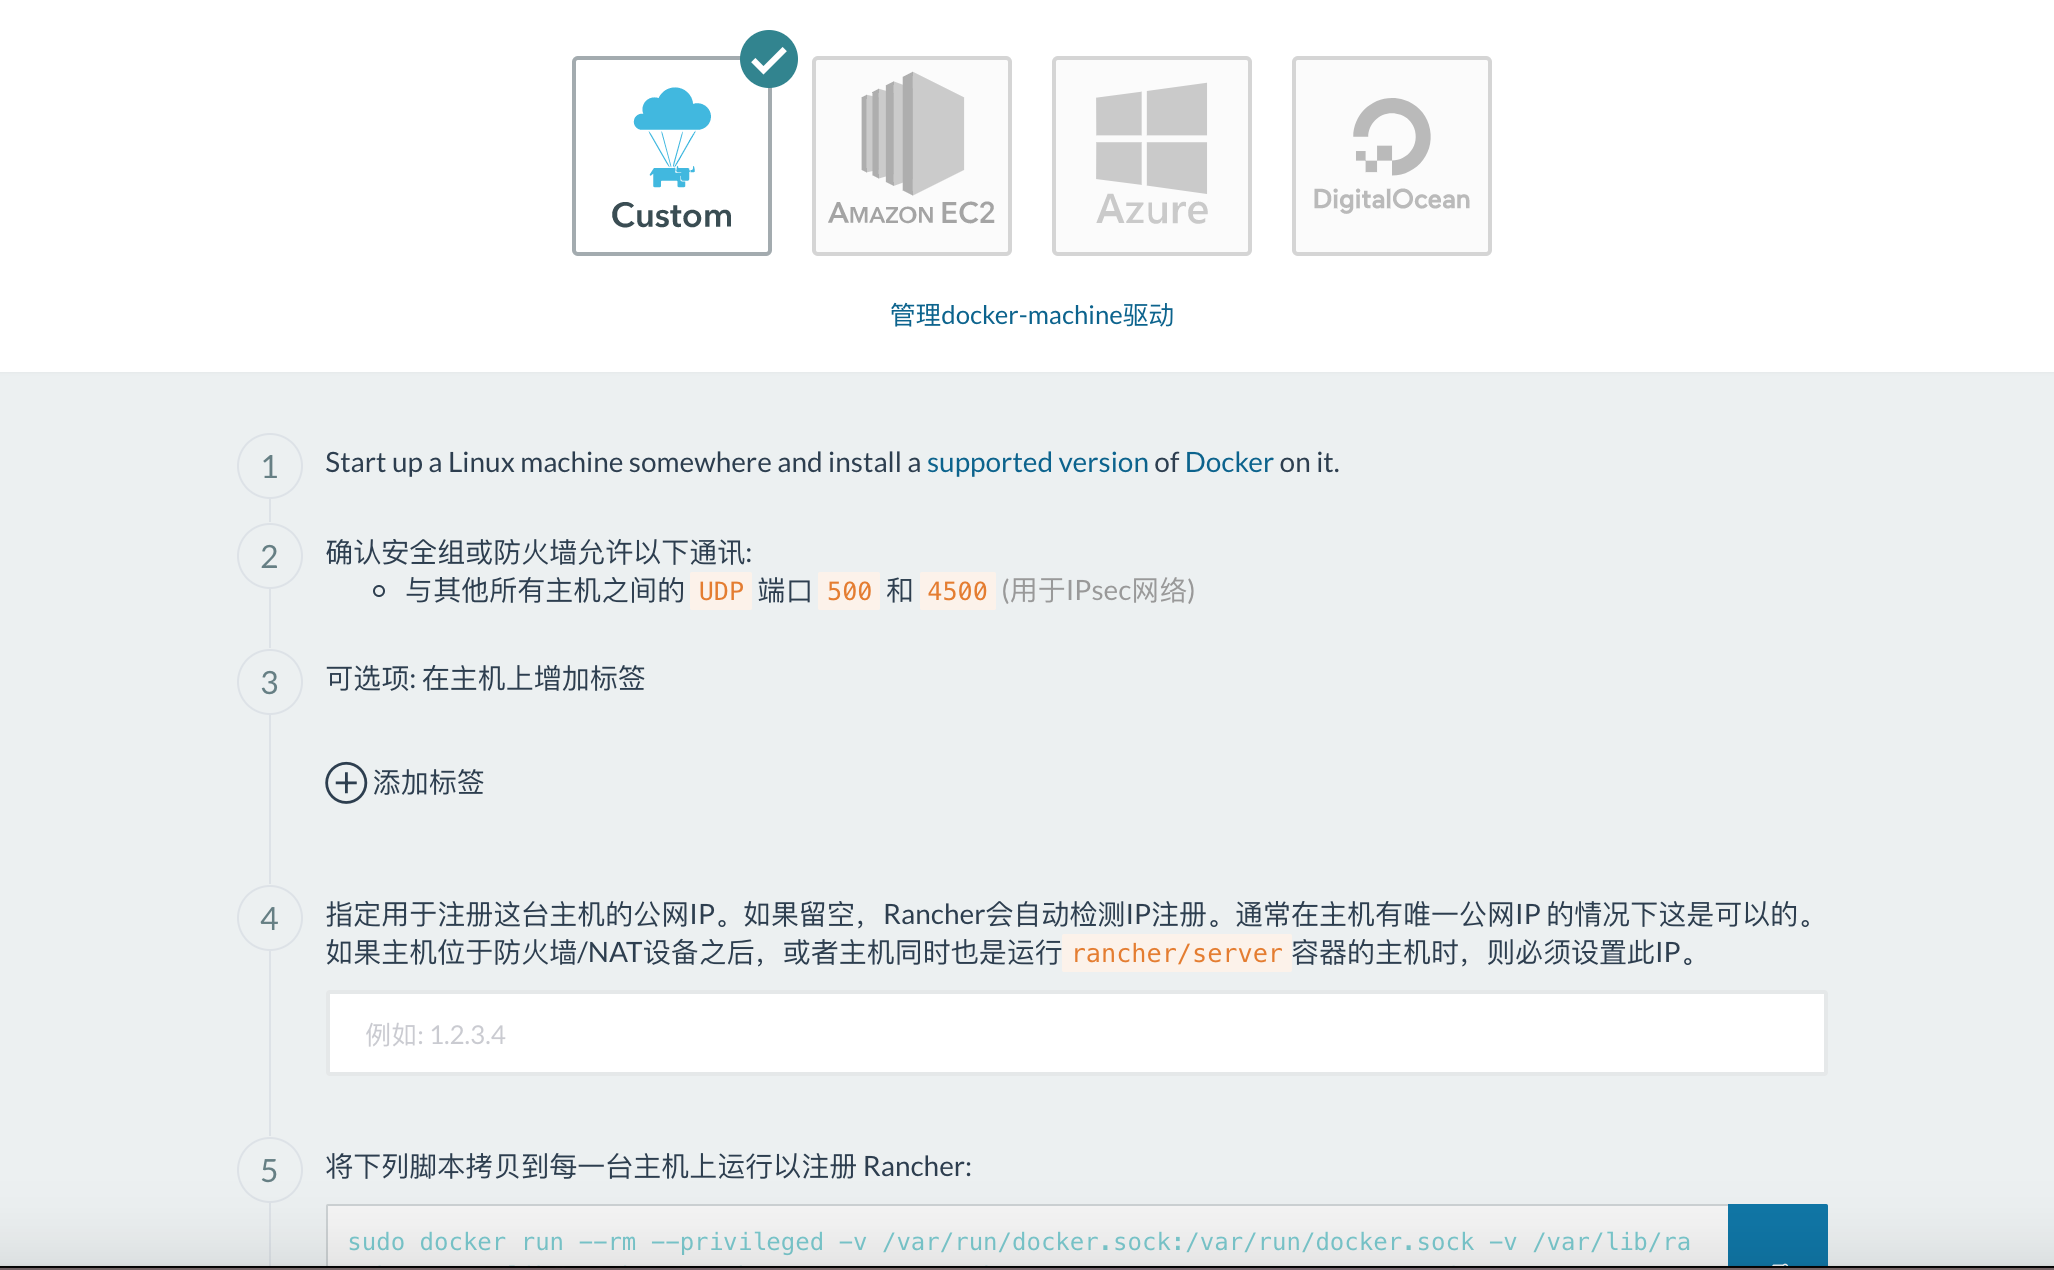 Custom
AMAZON EC2
Azure
DigitalOcean
管理docker-machine驱动
1
Start up a Linux machine somewhere and install a supported version of Docker on it.
2
确认安全组或防火墙允许以下通讯:
与其他所有主机之间的 UDP 端口 500 和 4500 (用于IPsec网络)
3
可选项: 在主机上增加标签
添加标签
4
指定用于注册这台主机的公网IP。如果留空，Rancher会自动检测IP注册。通常在主机有唯一公网IP 的情况下这是可以的。
如果主机位于防火墙/NAT设备之后，或者主机同时也是运行 rancher/server 容器的主机时，则必须设置此IP。
例如: 1.2.3.4
5
将下列脚本拷贝到每一台主机上运行以注册 Rancher:
sudo docker run --rm --privileged -v /var/run/docker.sock:/var/run/docker.sock -v /var/lib/ra